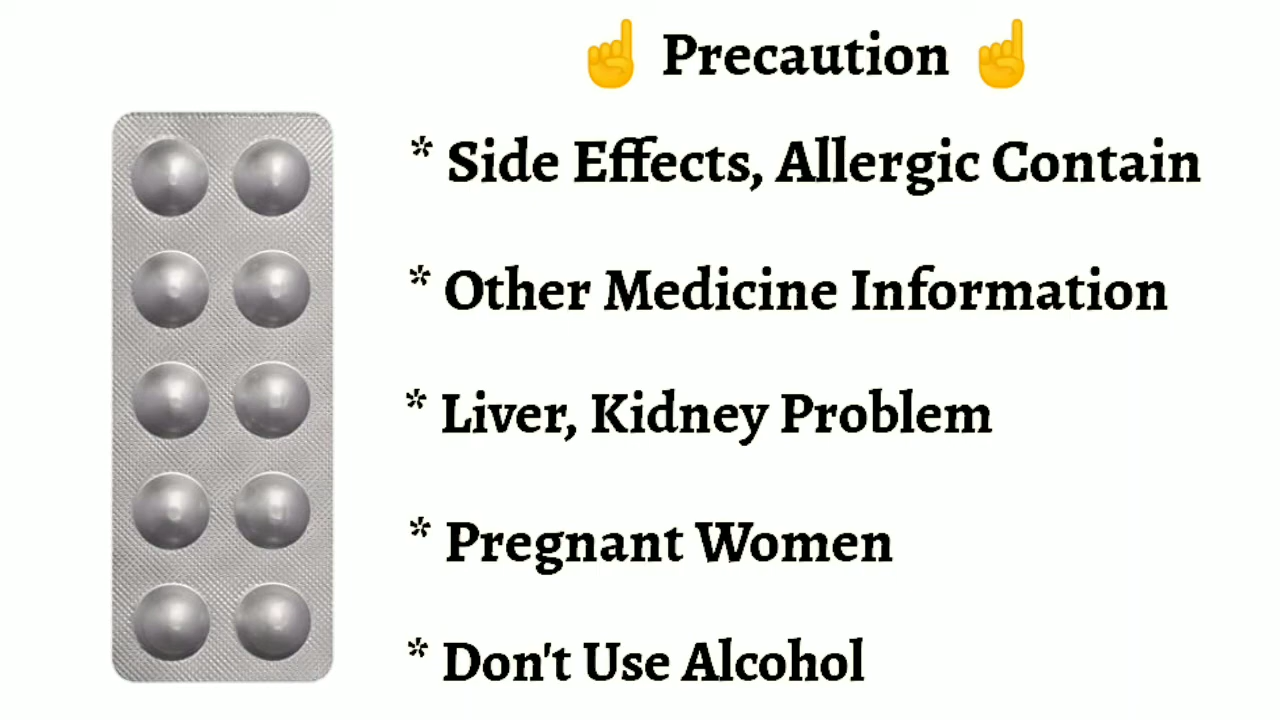 ☝ Precaution ☝
* Side Effects, Allergic Contain
* Other Medicine Information
* Liver, Kidney Problem
* Pregnant Women
* Don't Use Alcohol